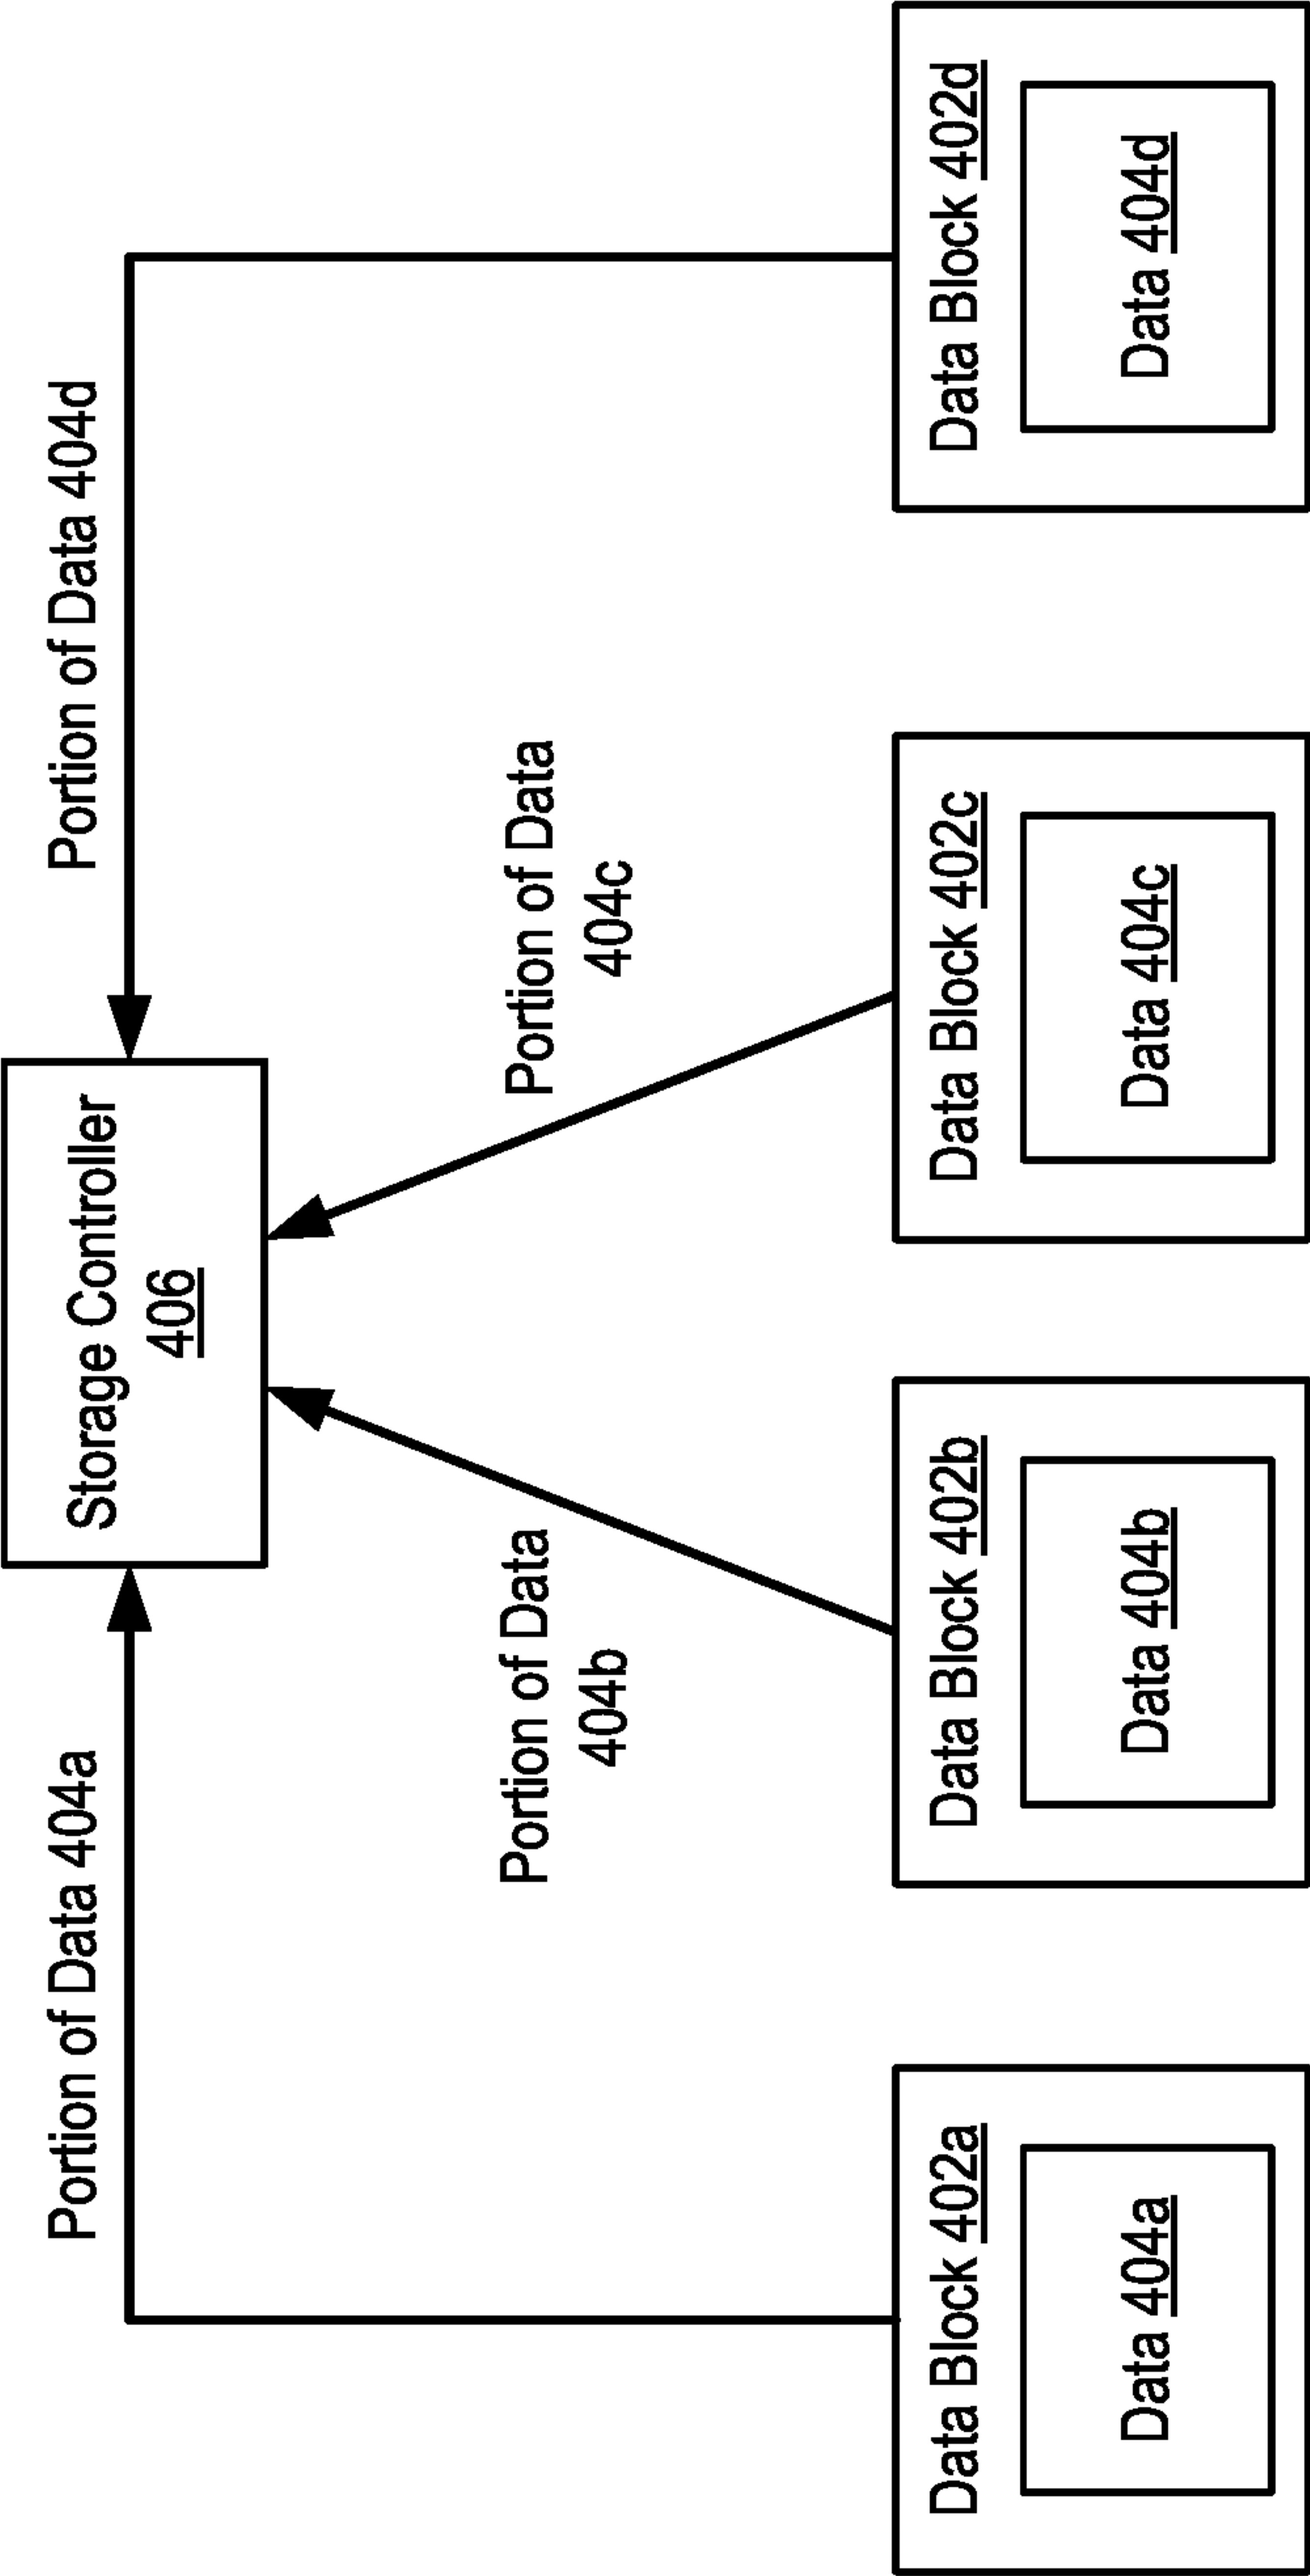 Portion of Data 404a
Storage Controller
406
Portion of Data 404d
Portion of Data
404b
Portion of Data
404c
Data Block 402a
Data 404a
Data Block 402b
Data 404b
Data Block 402c
Data 404c
Data Block 402d
Data 404d